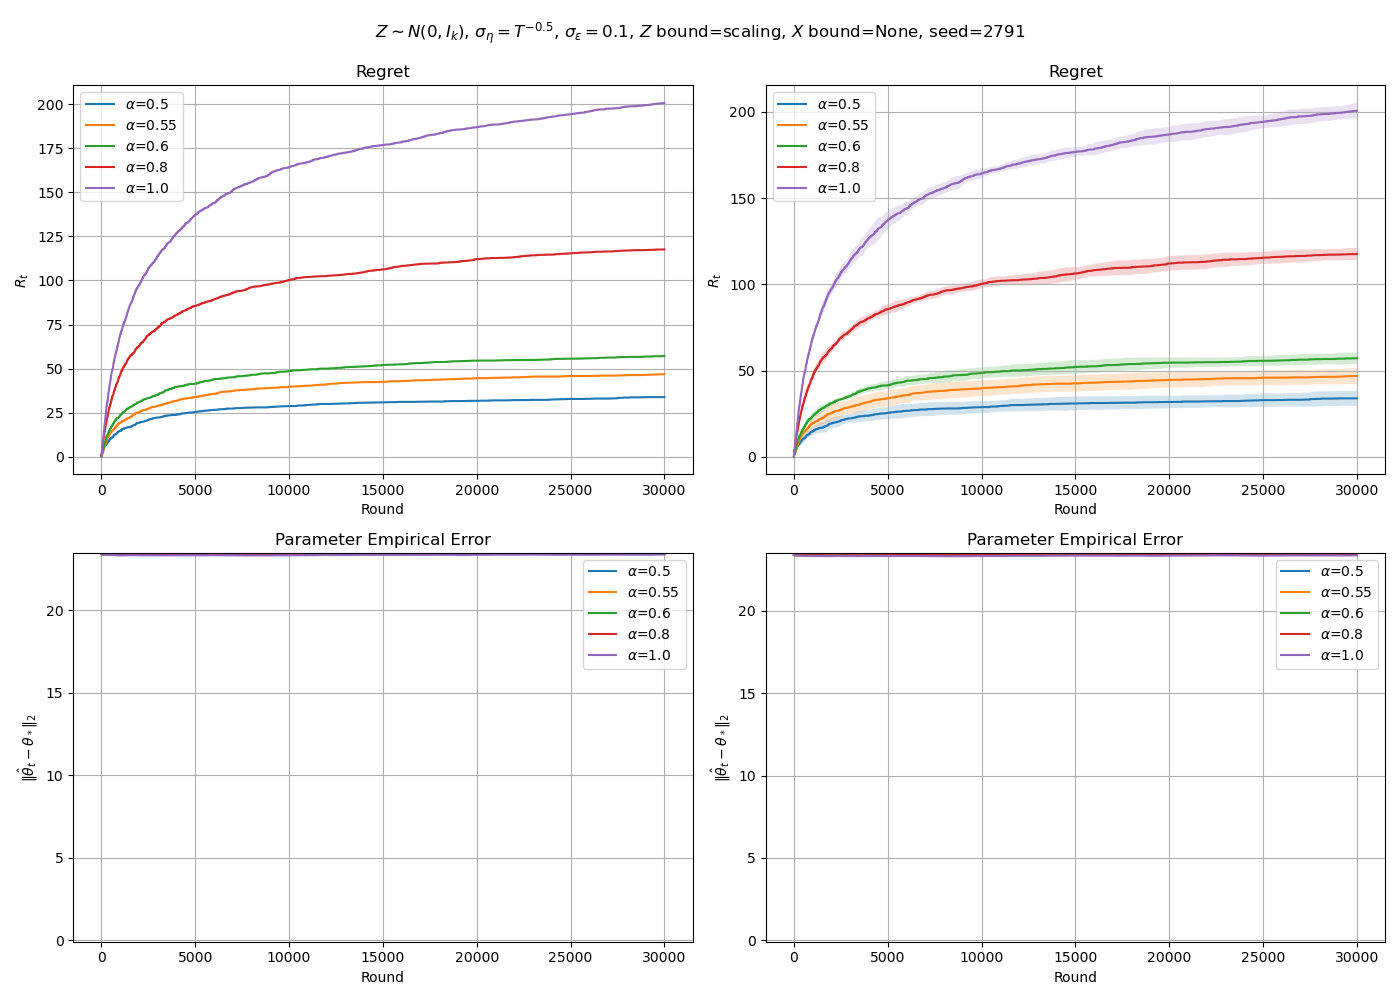 Z ~ N(0, I_k), σ_η = T^{-0.5}, σ_ε = 0.1, Z bound=scaling, X bound=None, seed=2791
Regret
R_t
200
175
150
125
100
75
50
25
0
α=0.5
α=0.55
α=0.6
α=0.8
α=1.0
0 5000 10000 15000 20000 25000 30000
Round
Regret
R_t
200
150
100
50
0
α=0.5
α=0.55
α=0.6
α=0.8
α=1.0
0 5000 10000 15000 20000 25000 30000
Round
Parameter Empirical Error
‖θ̂_t − θ_*‖₂
20
15
10
5
0
α=0.5
α=0.55
α=0.6
α=0.8
α=1.0
0 5000 10000 15000 20000 25000 30000
Round
Parameter Empirical Error
‖θ̂_t − θ_*‖₂
20
15
10
5
0
α=0.5
α=0.55
α=0.6
α=0.8
α=1.0
0 5000 10000 15000 20000 25000 30000
Round